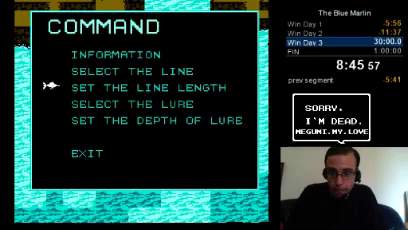 COMMAND
INFORMATION
SELECT THE LINE
SET THE LINE LENGTH
SELECT THE LURE
SET THE DEPTH OF LURE
EXIT
The Blue Marlin
Win Day 1 -5:56
Win Day 2 -11:37
Win Day 3 30:00.0
FIN 1:00:00
8:45 57
prev segment -5:41
SORRY.
I'M DEAD.
MEGUMI.MY.LOVE